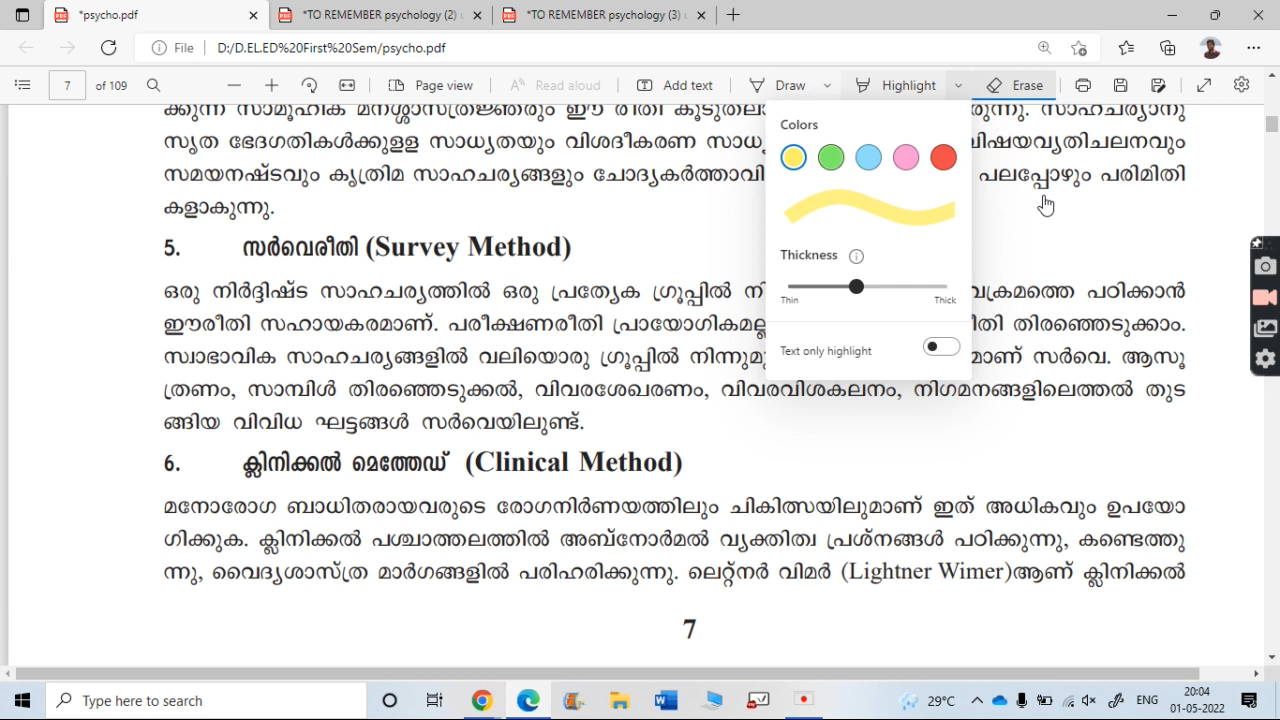 *psycho.pdf
*TO REMEMBER psychology (2)
*TO REMEMBER psychology (3)
File D:/D.EL.ED%20First%20Sem/psycho.pdf
7 of 109 Page view Read aloud Add text Draw Highlight Erase
ക്കുന്ന സാമൂഹിക മനശ്ശാസ്ത്രജ്ഞരും ഈ രീതി സാഹചര്യാനു
സൃത ഭേദഗതികൾക്കുള്ള സാധ്യതയും വിശദീകരണ വിഷയവ്യതിചലനവും
സമയനഷ്ടവും കൃത്രിമ സാഹചര്യങ്ങളും പലപ്പോഴും പരിമിതി
കളാകുന്നു.
Colors
Thickness
Thin Thick
Text only highlight
5. സർവെരീതി (Survey Method)
ഒരു നിർദ്ദിഷ്ട സാഹചര്യത്തിൽ ഒരു പ്രത്യേക ഗ്രൂപ്പിൽ പഠിക്കാൻ
ഈരീതി സഹായകരമാണ്. പരീക്ഷണരീതി തിരഞ്ഞെടുക്കാം.
സ്വാഭാവിക സാഹചര്യങ്ങളിൽ വലിയൊരു ഗ്രൂപ്പിൽ സർവെ. ആസൂ
ത്രണം, സാമ്പിൾ തിരഞ്ഞെടുക്കൽ, വിവരശേഖരണം, വിവരവിശകലനം, നിഗമനങ്ങളിലെത്തൽ തുട
ങ്ങിയ വിവിധ ഘട്ടങ്ങൾ സർവെയിലുണ്ട്.
6. ക്ലിനിക്കൽ മെത്തേഡ് (Clinical Method)
മനോരോഗ ബാധിതരായവരുടെ രോഗനിർണയത്തിലും ചികിത്സയിലുമാണ് ഇത് അധികവും ഉപയോ
ഗിക്കുക. ക്ലിനിക്കൽ പശ്ചാത്തലത്തിൽ അബ്നോർമൽ വ്യക്തിത്വ പ്രശ്നങ്ങൾ പഠിക്കുന്നു, കണ്ടെത്തു
ന്നു, വൈദ്യശാസ്ത്ര മാർഗങ്ങളിൽ പരിഹരിക്കുന്നു. ലെറ്റ്നർ വിമർ (Lightner Wimer)ആണ് ക്ലിനിക്കൽ
7
Type here to search
29°C ENG 20:04
01-05-2022